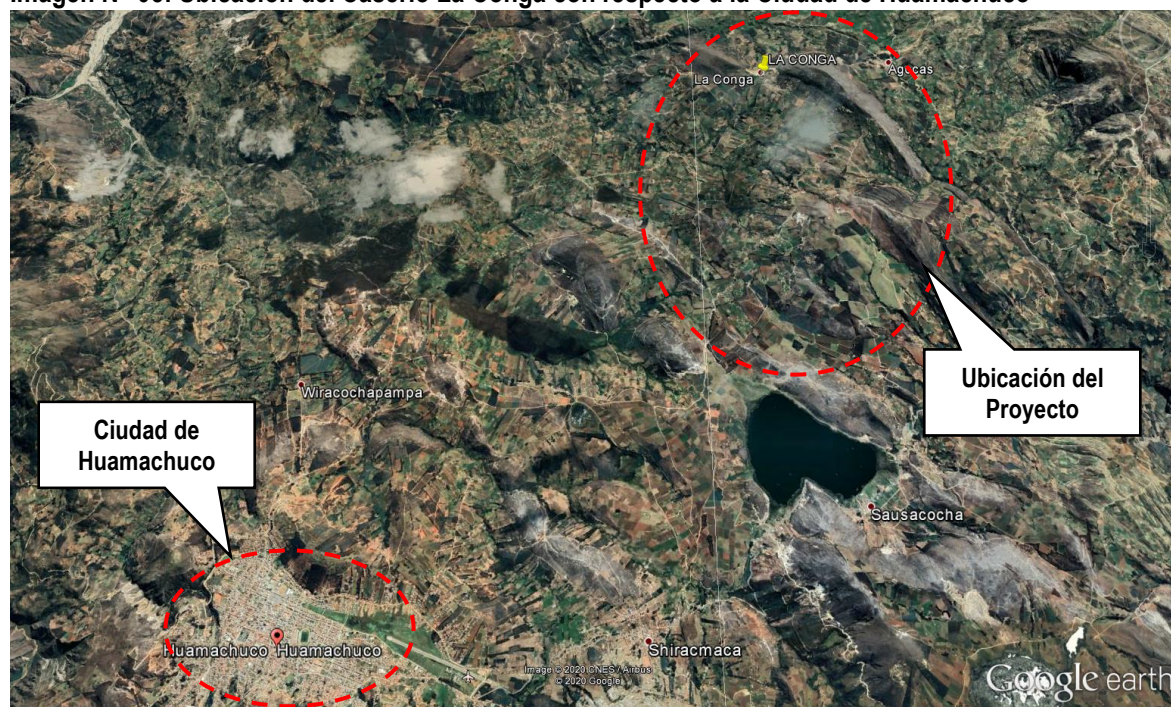 LA CONGA
La Conga
Agocas
Ubicación del
Proyecto
Wiracochapampa
Ciudad de
Huamachuco
Sausacocha
Huamachuco Huamachuco
Shiracmaca
Image © 2020 CNES / Airbus
© 2020 Google
Google earth